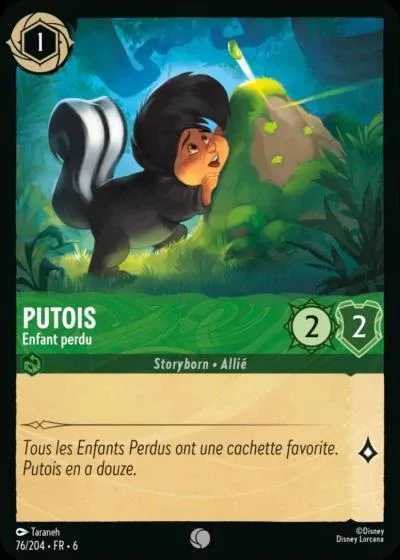 1
PUTOIS
Enfant perdu
2
2
Storyborn • Allié
Tous les Enfants Perdus ont une cachette favorite.
Putois en a douze.
Taraneh
76/204 • FR • 6
©Disney
Disney Lorcana